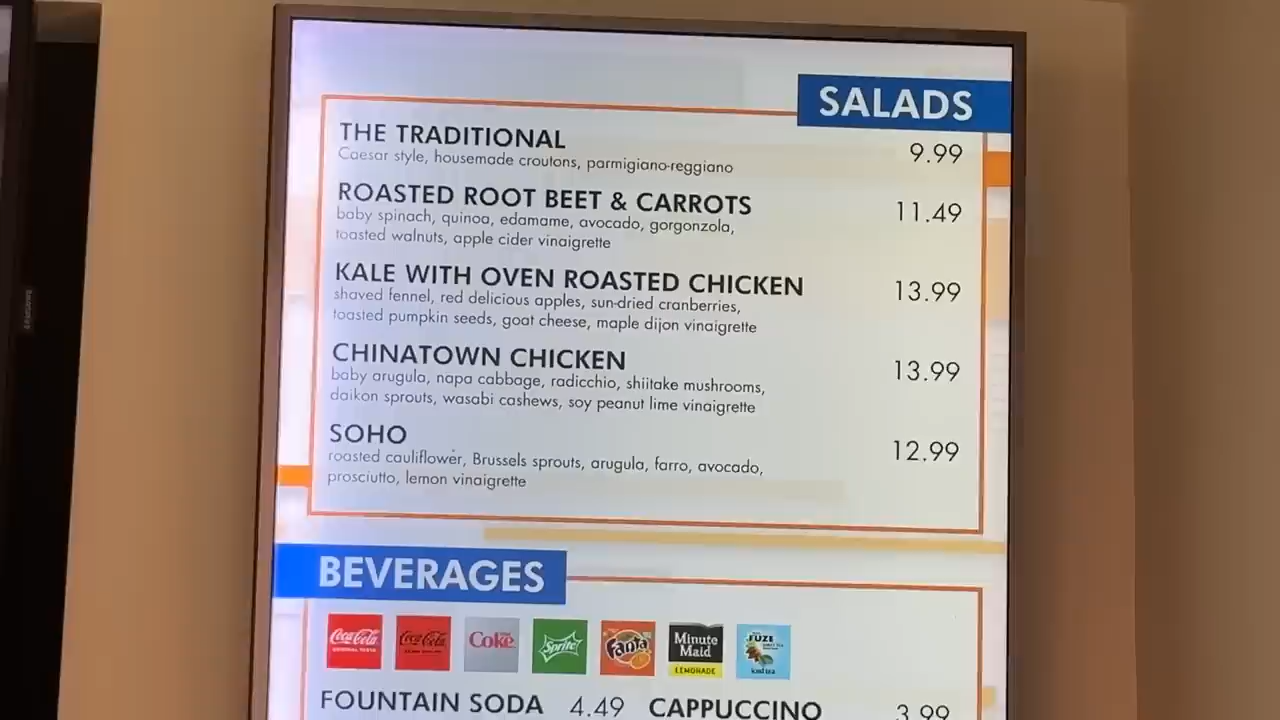 SALADS
THE TRADITIONAL 9.99
Caesar style, housemade croutons, parmigiano-reggiano
ROASTED ROOT BEET & CARROTS 11.49
baby spinach, quinoa, edamame, avocado, gorgonzola,
toasted walnuts, apple cider vinaigrette
KALE WITH OVEN ROASTED CHICKEN 13.99
shaved fennel, red delicious apples, sun-dried cranberries,
toasted pumpkin seeds, goat cheese, maple dijon vinaigrette
CHINATOWN CHICKEN 13.99
baby arugula, napa cabbage, radicchio, shiitake mushrooms,
daikon sprouts, wasabi cashews, soy peanut lime vinaigrette
SOHO 12.99
roasted cauliflower, Brussels sprouts, arugula, farro, avocado,
prosciutto, lemon vinaigrette
BEVERAGES
Coca-Cola Coca-Cola Coke Sprite Fanta Minute Maid LEMONADE FUZE iced tea
ORIGINAL TASTE
FOUNTAIN SODA 4.49 CAPPUCCINO 3.99